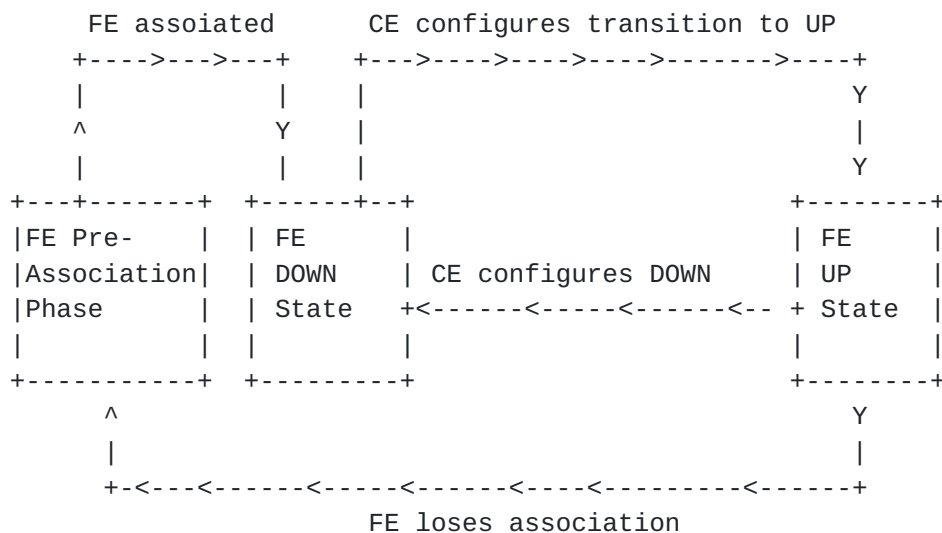 FE assoiated CE configures transition to UP
+---->--->---+ +--->---->---->---->------->----+
| | | Y
^ Y | |
| | | Y
+---+-------+ +------+--+ +--------+
|FE Pre- | | FE | | FE |
|Association| | DOWN | CE configures DOWN | UP |
|Phase | | State +<------<-----<------<-- + State |
| | | | | |
+-----------+ +---------+ +--------+
^ Y
| |
+-<---<------<-----<------<----<---------<------+
FE loses association